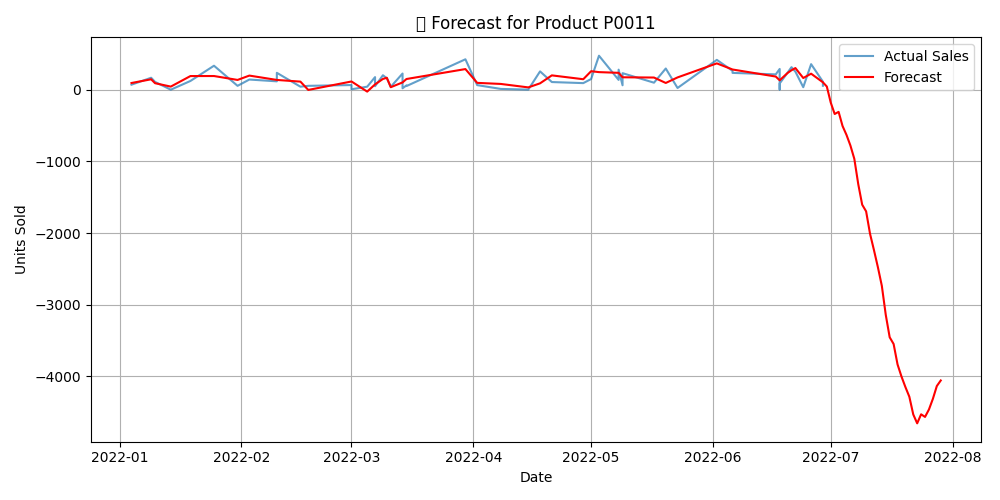 Forecast for Product P0011
Actual Sales
Forecast
Units Sold
0
−1000
−2000
−3000
−4000
2022-01 2022-02 2022-03 2022-04 2022-05 2022-06 2022-07 2022-08
Date